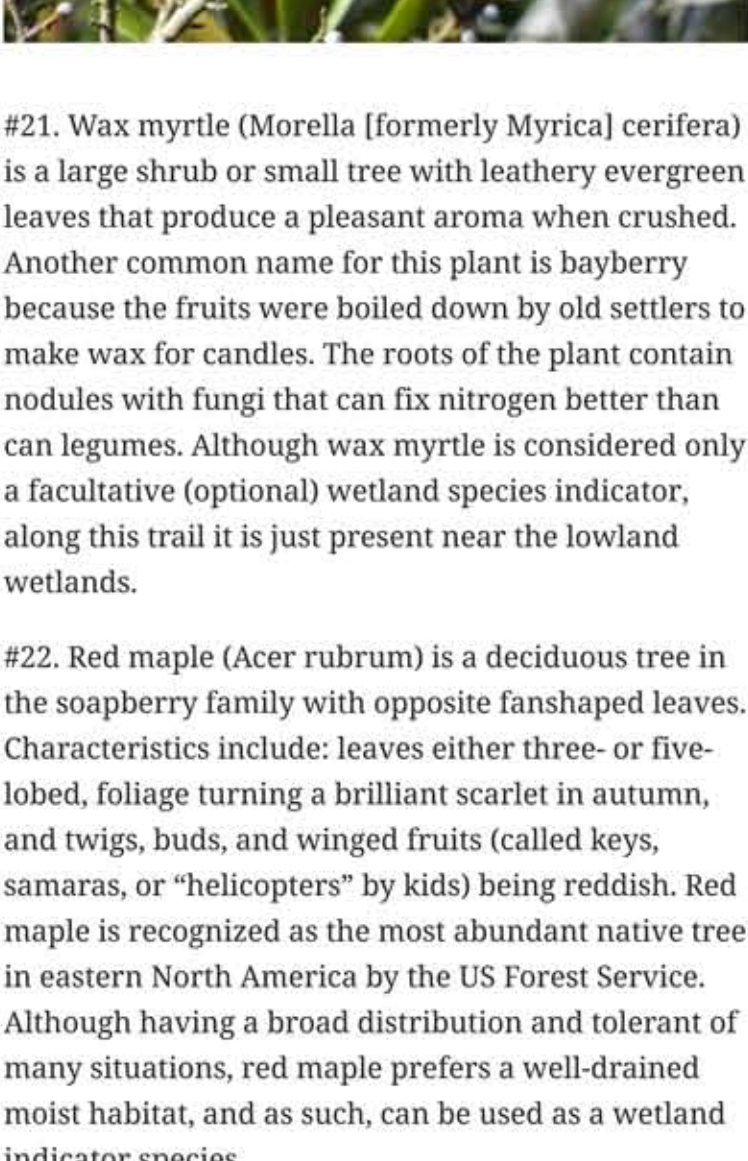 #21. Wax myrtle (Morella [formerly Myrica] cerifera)
is a large shrub or small tree with leathery evergreen
leaves that produce a pleasant aroma when crushed.
Another common name for this plant is bayberry
because the fruits were boiled down by old settlers to
make wax for candles. The roots of the plant contain
nodules with fungi that can fix nitrogen better than
can legumes. Although wax myrtle is considered only
a facultative (optional) wetland species indicator,
along this trail it is just present near the lowland
wetlands.
#22. Red maple (Acer rubrum) is a deciduous tree in
the soapberry family with opposite fanshaped leaves.
Characteristics include: leaves either three- or five-
lobed, foliage turning a brilliant scarlet in autumn,
and twigs, buds, and winged fruits (called keys,
samaras, or “helicopters” by kids) being reddish. Red
maple is recognized as the most abundant native tree
in eastern North America by the US Forest Service.
Although having a broad distribution and tolerant of
many situations, red maple prefers a well-drained
moist habitat, and as such, can be used as a wetland
indicator species